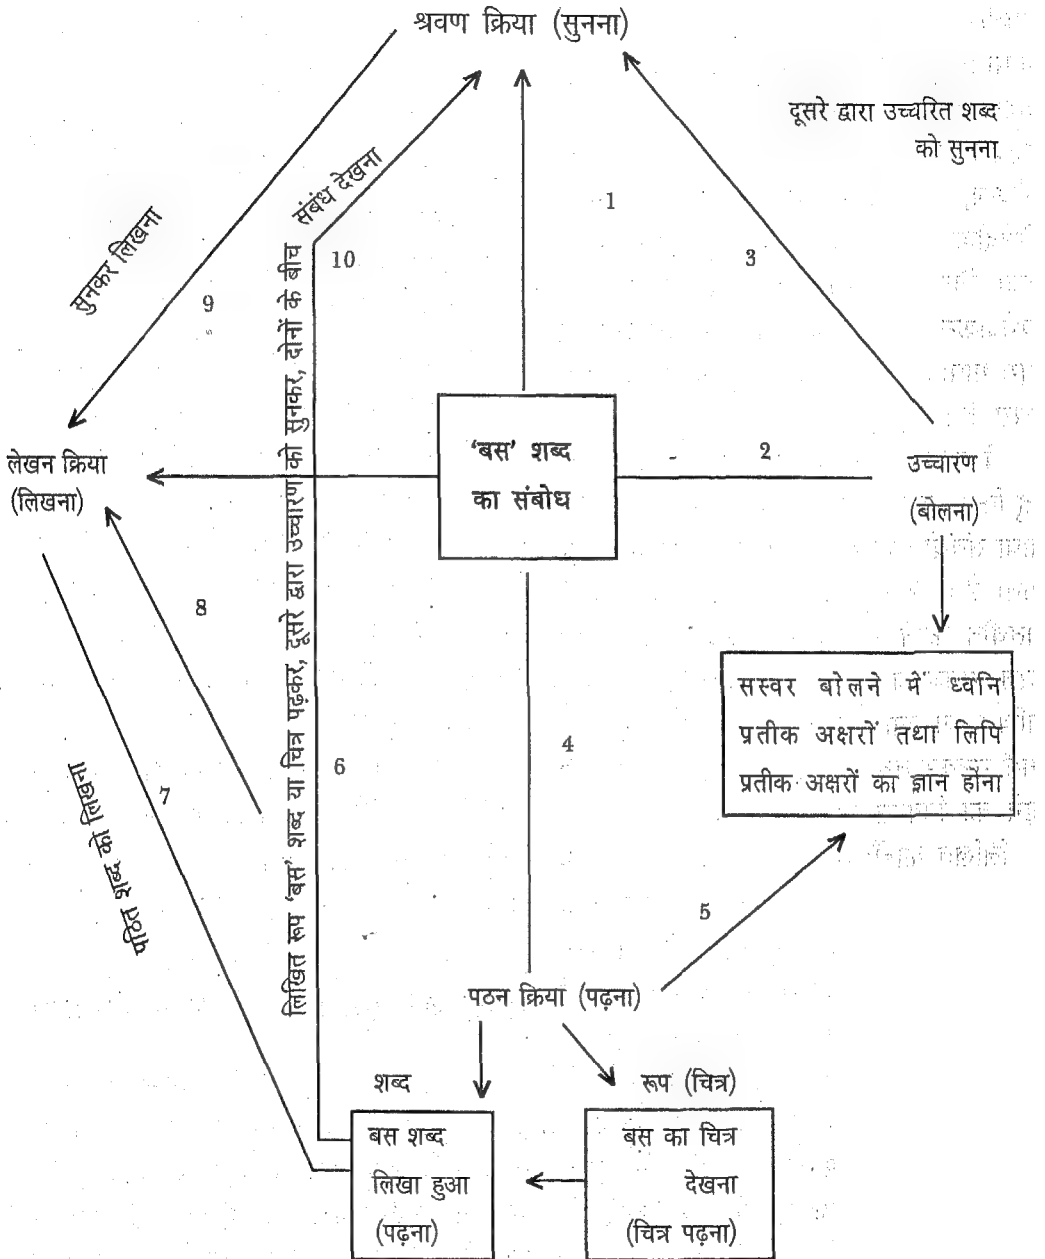 श्रवण क्रिया (सुनना)
दूसरे द्वारा उच्चरित शब्द
को सुनना
संबंध देखना
1
सुनकर लिखना
10
3
9
लिखित रूप 'बस' शब्द या चित्र पढ़कर, दूसरे द्वारा उच्चारण को सुनकर, दोनों के बीच
'बस' शब्द
का संबोध
2
लेखन क्रिया
(लिखना)
उच्चारण
(बोलना)
8
सस्वर बोलने में ध्वनि
प्रतीक अक्षरों तथा लिपि
प्रतीक अक्षरों का ज्ञान होना
4
6
7
पठित शब्द को लिखना
5
पठन क्रिया (पढ़ना)
शब्द
रूप (चित्र)
बस शब्द
लिखा हुआ
(पढ़ना)
बस का चित्र
देखना
(चित्र पढ़ना)